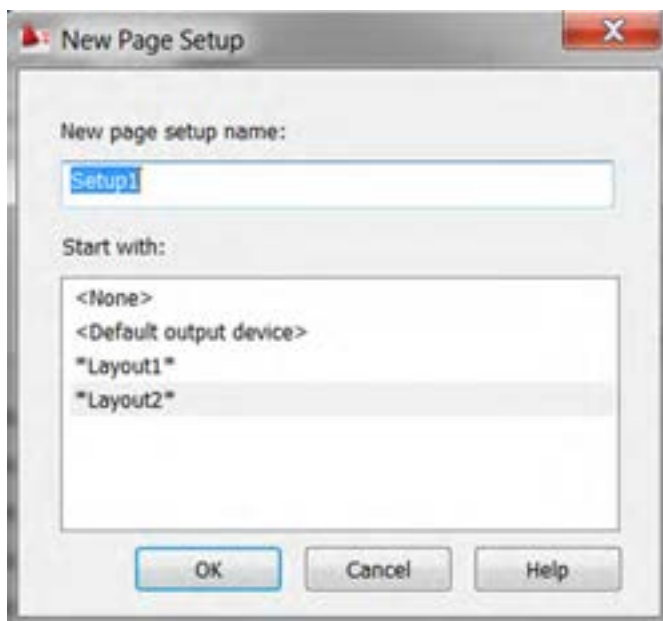 New Page Setup
New page setup name:
Setup1
Start with:
<None>
<Default output device>
*Layout1*
*Layout2*
OK Cancel Help